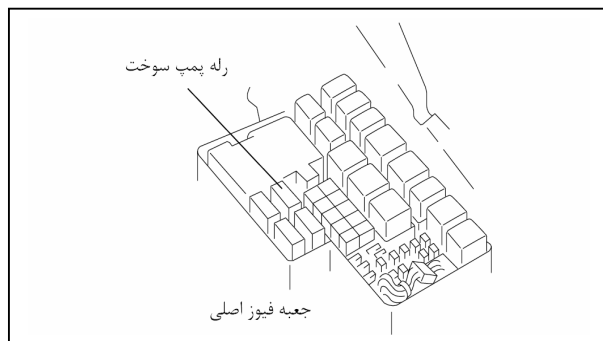 رله پمپ سوخت
جعبه فیوز اصلی